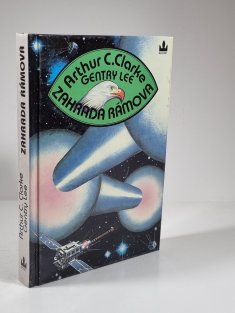 Arthur C. Clarke
GENTRY LEE
ZAHRADA RÁMOVA
Arthur C. Clarke
Gentry Lee
ZAHRADA RÁMOVA